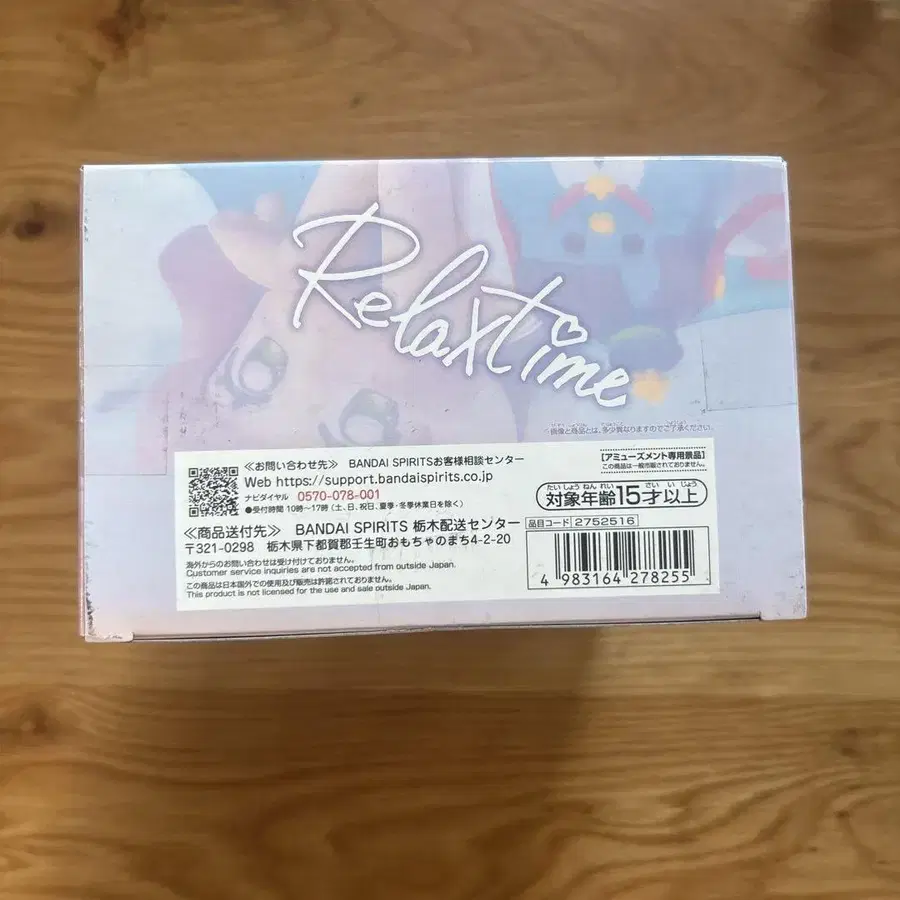 Relax time
画像と商品とは、多少異なりますのでご了承ください。
≪お問い合わせ先≫ BANDAI SPIRITSお客様相談センター
Web https://support.bandaispirits.co.jp
ナビダイヤル 0570-078-001
●受付時間 10時～17時 (土、日、祝日、夏季・冬季休業日を除く)
≪商品送付先≫ BANDAI SPIRITS 栃木配送センター
〒321-0298 栃木県下都賀郡壬生町おもちゃのまち4-2-20
海外からのお問い合わせは受け付けておりません。
Customer service inquiries are not accepted from outside Japan.
この商品は日本国外での使用及び販売は許諾されておりません。
This product is not licensed for the use and sale outside Japan.
【アミューズメント専用景品】
この商品は一般市販されておりません。
たいしょうねんれい さいいじょう
対象年齢15才以上
品目コード 2752516
4 983164 278255